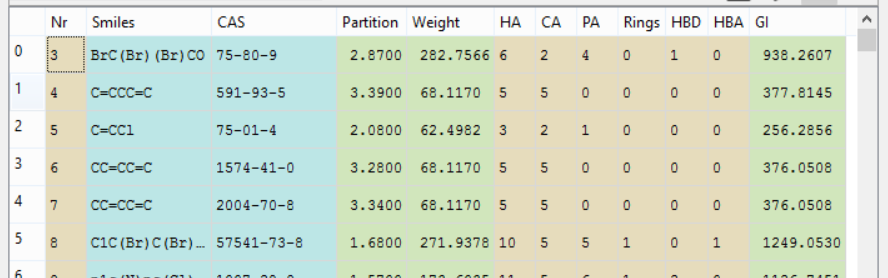 Nr Smiles CAS Partition Weight HA CA PA Rings HBD HBA GI
0 3 BrC(Br)(Br)CO 75-80-9 2.8700 282.7566 6 2 4 0 1 0 938.2607
1 4 C=CCC=C 591-93-5 3.3900 68.1170 5 5 0 0 0 0 377.8145
2 5 C=CCl 75-01-4 2.0800 62.4982 3 2 1 0 0 0 256.2856
3 6 CC=CC=C 1574-41-0 3.2800 68.1170 5 5 0 0 0 0 376.0508
4 7 CC=CC=C 2004-70-8 3.3400 68.1170 5 5 0 0 0 0 376.0508
5 8 C1C(Br)C(Br)… 57541-73-8 1.6800 271.9378 10 5 5 1 0 1 1249.0530
6